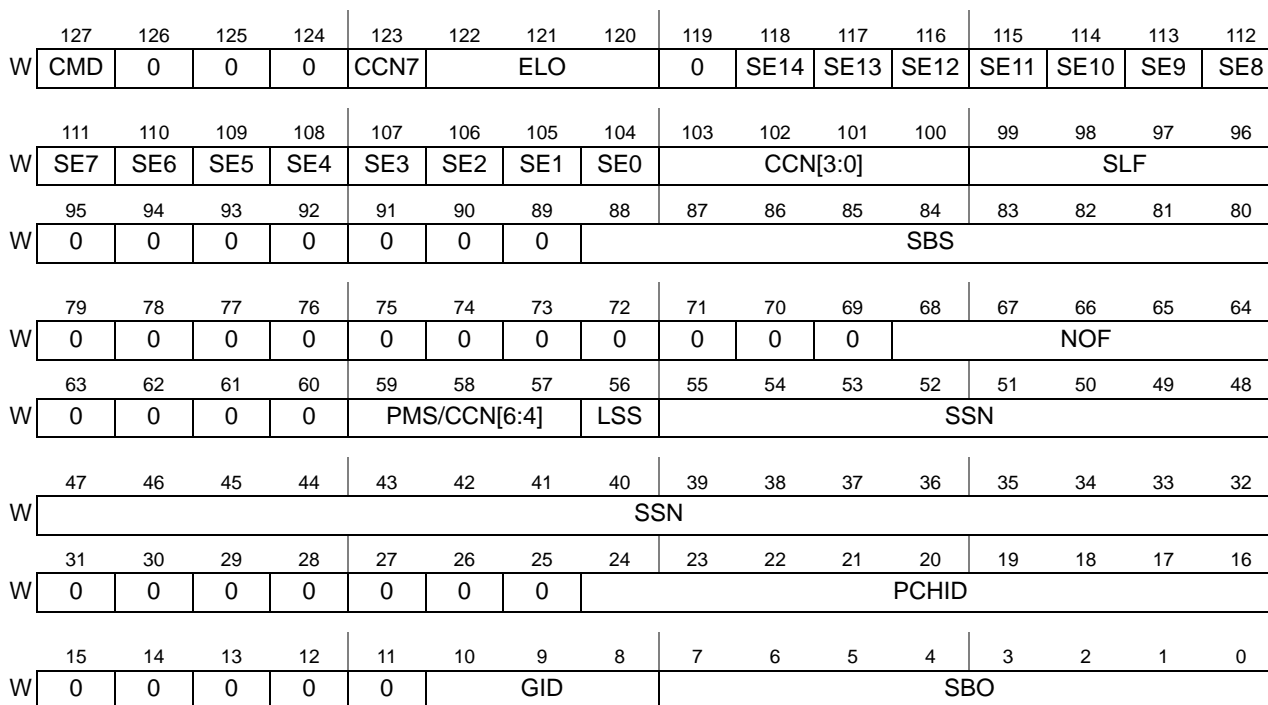 127 126 125 124 123 122 121 120 119 118 117 116 115 114 113 112
W CMD 0 0 0 CCN7 ELO 0 SE14 SE13 SE12 SE11 SE10 SE9 SE8
111 110 109 108 107 106 105 104 103 102 101 100 99 98 97 96
W SE7 SE6 SE5 SE4 SE3 SE2 SE1 SE0 CCN[3:0] SLF
95 94 93 92 91 90 89 88 87 86 85 84 83 82 81 80
W 0 0 0 0 0 0 0 SBS
79 78 77 76 75 74 73 72 71 70 69 68 67 66 65 64
W 0 0 0 0 0 0 0 0 0 0 0 NOF
63 62 61 60 59 58 57 56 55 54 53 52 51 50 49 48
W 0 0 0 0 PMS/CCN[6:4] LSS SSN
47 46 45 44 43 42 41 40 39 38 37 36 35 34 33 32
W SSN
31 30 29 28 27 26 25 24 23 22 21 20 19 18 17 16
W 0 0 0 0 0 0 0 PCHID
15 14 13 12 11 10 9 8 7 6 5 4 3 2 1 0
W 0 0 0 0 0 GID SBO